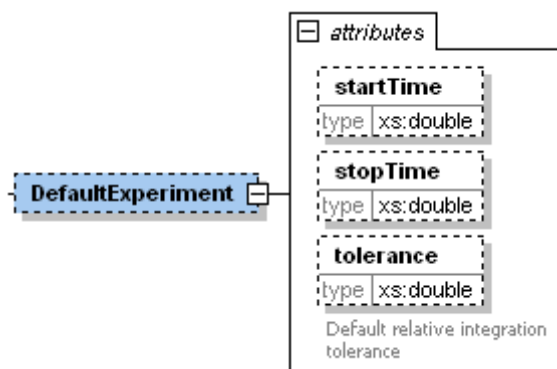 attributes
startTime
type xs:double
stopTime
type xs:double
DefaultExperiment
tolerance
type xs:double
Default relative integration
tolerance